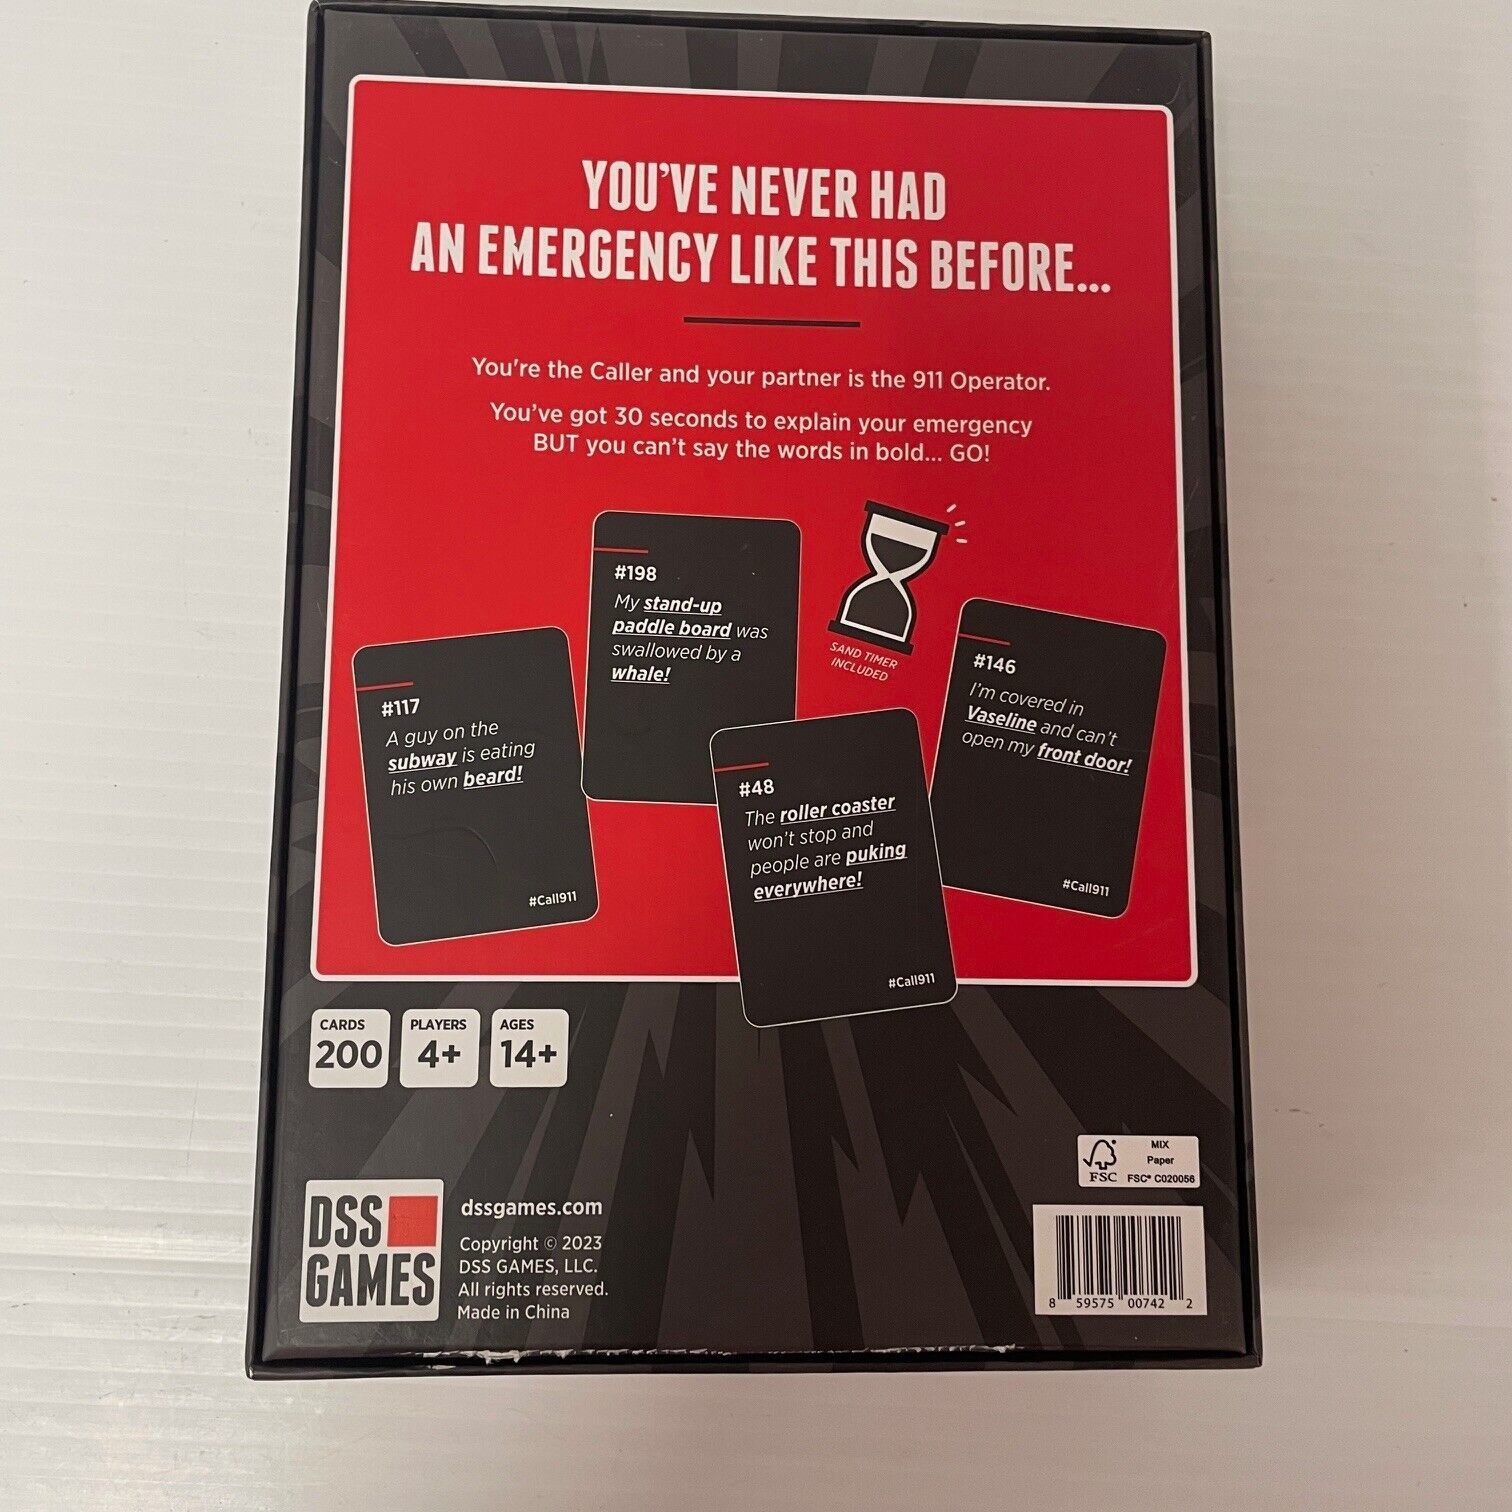 YOU'VE NEVER HAD
AN EMERGENCY LIKE THIS BEFORE...
You're the Caller and your partner is the 911 Operator.
You've got 30 seconds to explain your emergency
BUT you can't say the words in bold... GO!
#198
My stand-up
paddle board was
swallowed by a
whale!
SAND TIMER
INCLUDED
#146
I'm covered in
Vaseline and can't
open my front door!
#Call911
#117
A guy on the
subway is eating
his own beard!
#Call911
#48
The roller coaster
won't stop and
people are puking
everywhere!
#Call911
CARDS
200
PLAYERS
4+
AGES
14+
MIX
Paper
FSC® C020056
FSC
DSS
GAMES
dssgames.com
Copyright © 2023
DSS GAMES, LLC.
All rights reserved.
Made in China
8 59575 00742 2